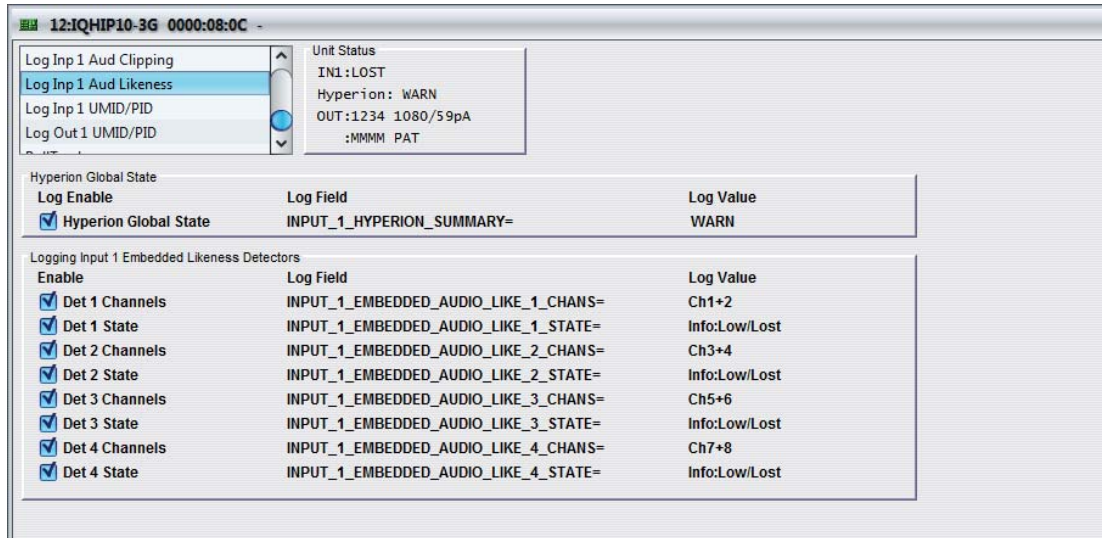 12:IQHIP10-3G 0000:08:0C -
Log Inp 1 Aud Clipping
Log Inp 1 Aud Likeness
Log Inp 1 UMID/PID
Log Out 1 UMID/PID
Unit Status
IN1:LOST
Hyperion: WARN
OUT:1234 1080/59pA
:MMMM PAT
Hyperion Global State
Log Enable Log Field Log Value
Hyperion Global State INPUT_1_HYPERION_SUMMARY= WARN
Logging Input 1 Embedded Likeness Detectors
Enable Log Field Log Value
Det 1 Channels INPUT_1_EMBEDDED_AUDIO_LIKE_1_CHANS= Ch1+2
Det 1 State INPUT_1_EMBEDDED_AUDIO_LIKE_1_STATE= Info:Low/Lost
Det 2 Channels INPUT_1_EMBEDDED_AUDIO_LIKE_2_CHANS= Ch3+4
Det 2 State INPUT_1_EMBEDDED_AUDIO_LIKE_2_STATE= Info:Low/Lost
Det 3 Channels INPUT_1_EMBEDDED_AUDIO_LIKE_3_CHANS= Ch5+6
Det 3 State INPUT_1_EMBEDDED_AUDIO_LIKE_3_STATE= Info:Low/Lost
Det 4 Channels INPUT_1_EMBEDDED_AUDIO_LIKE_4_CHANS= Ch7+8
Det 4 State INPUT_1_EMBEDDED_AUDIO_LIKE_4_STATE= Info:Low/Lost